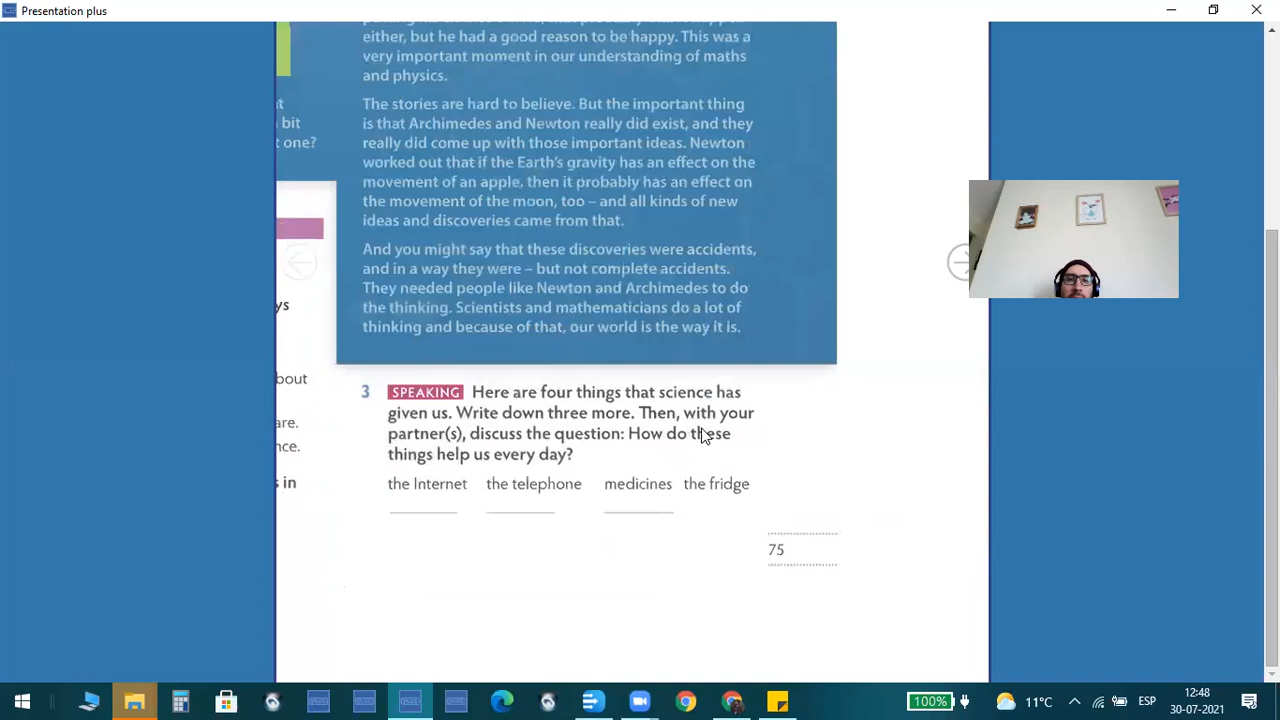 Presentation plus
either, but he had a good reason to be happy. This was a
very important moment in our understanding of maths
and physics.
The stories are hard to believe. But the important thing
is that Archimedes and Newton really did exist, and they
really did come up with those important ideas. Newton
worked out that if the Earth's gravity has an effect on the
movement of an apple, then it probably has an effect on
the movement of the moon, too – and all kinds of new
ideas and discoveries came from that.
And you might say that these discoveries were accidents,
and in a way they were – but not complete accidents.
They needed people like Newton and Archimedes to do
the thinking. Scientists and mathematicians do a lot of
thinking and because of that, our world is the way it is.
bit
t one?
ys
bout
are.
nce.
s in
3 SPEAKING Here are four things that science has
given us. Write down three more. Then, with your
partner(s), discuss the question: How do these
things help us every day?
the Internet the telephone medicines the fridge
75
100%
11°C
ESP
18:08
30-07-2021